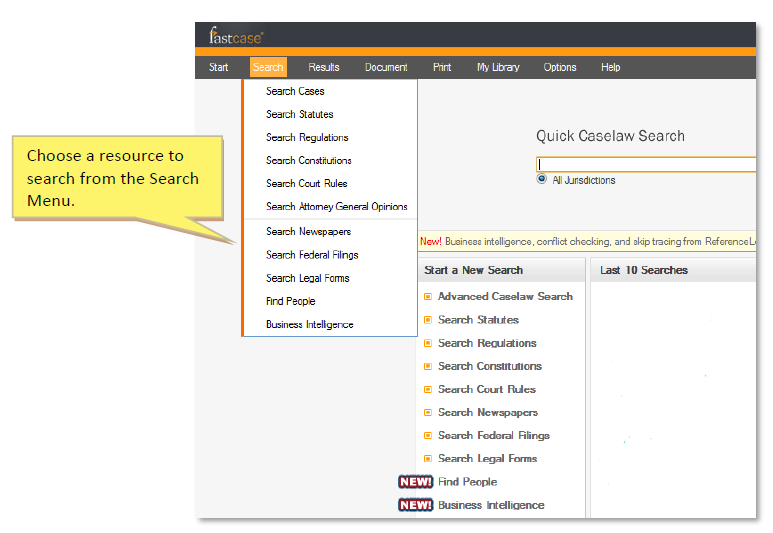 fastcase®
Start Search Results Document Print My Library Options Help
Search Cases
Search Statutes
Search Regulations
Search Constitutions
Search Court Rules
Search Attorney General Opinions
Search Newspapers
Search Federal Filings
Search Legal Forms
Find People
Business Intelligence
Choose a resource to
search from the Search
Menu.
Quick Caselaw Search
All Jurisdictions
New! Business intelligence, conflict checking, and skip tracing from ReferenceLe
Start a New Search
Advanced Caselaw Search
Search Statutes
Search Regulations
Search Constitutions
Search Court Rules
Search Newspapers
Search Federal Filings
Search Legal Forms
NEW! Find People
NEW! Business Intelligence
Last 10 Searches